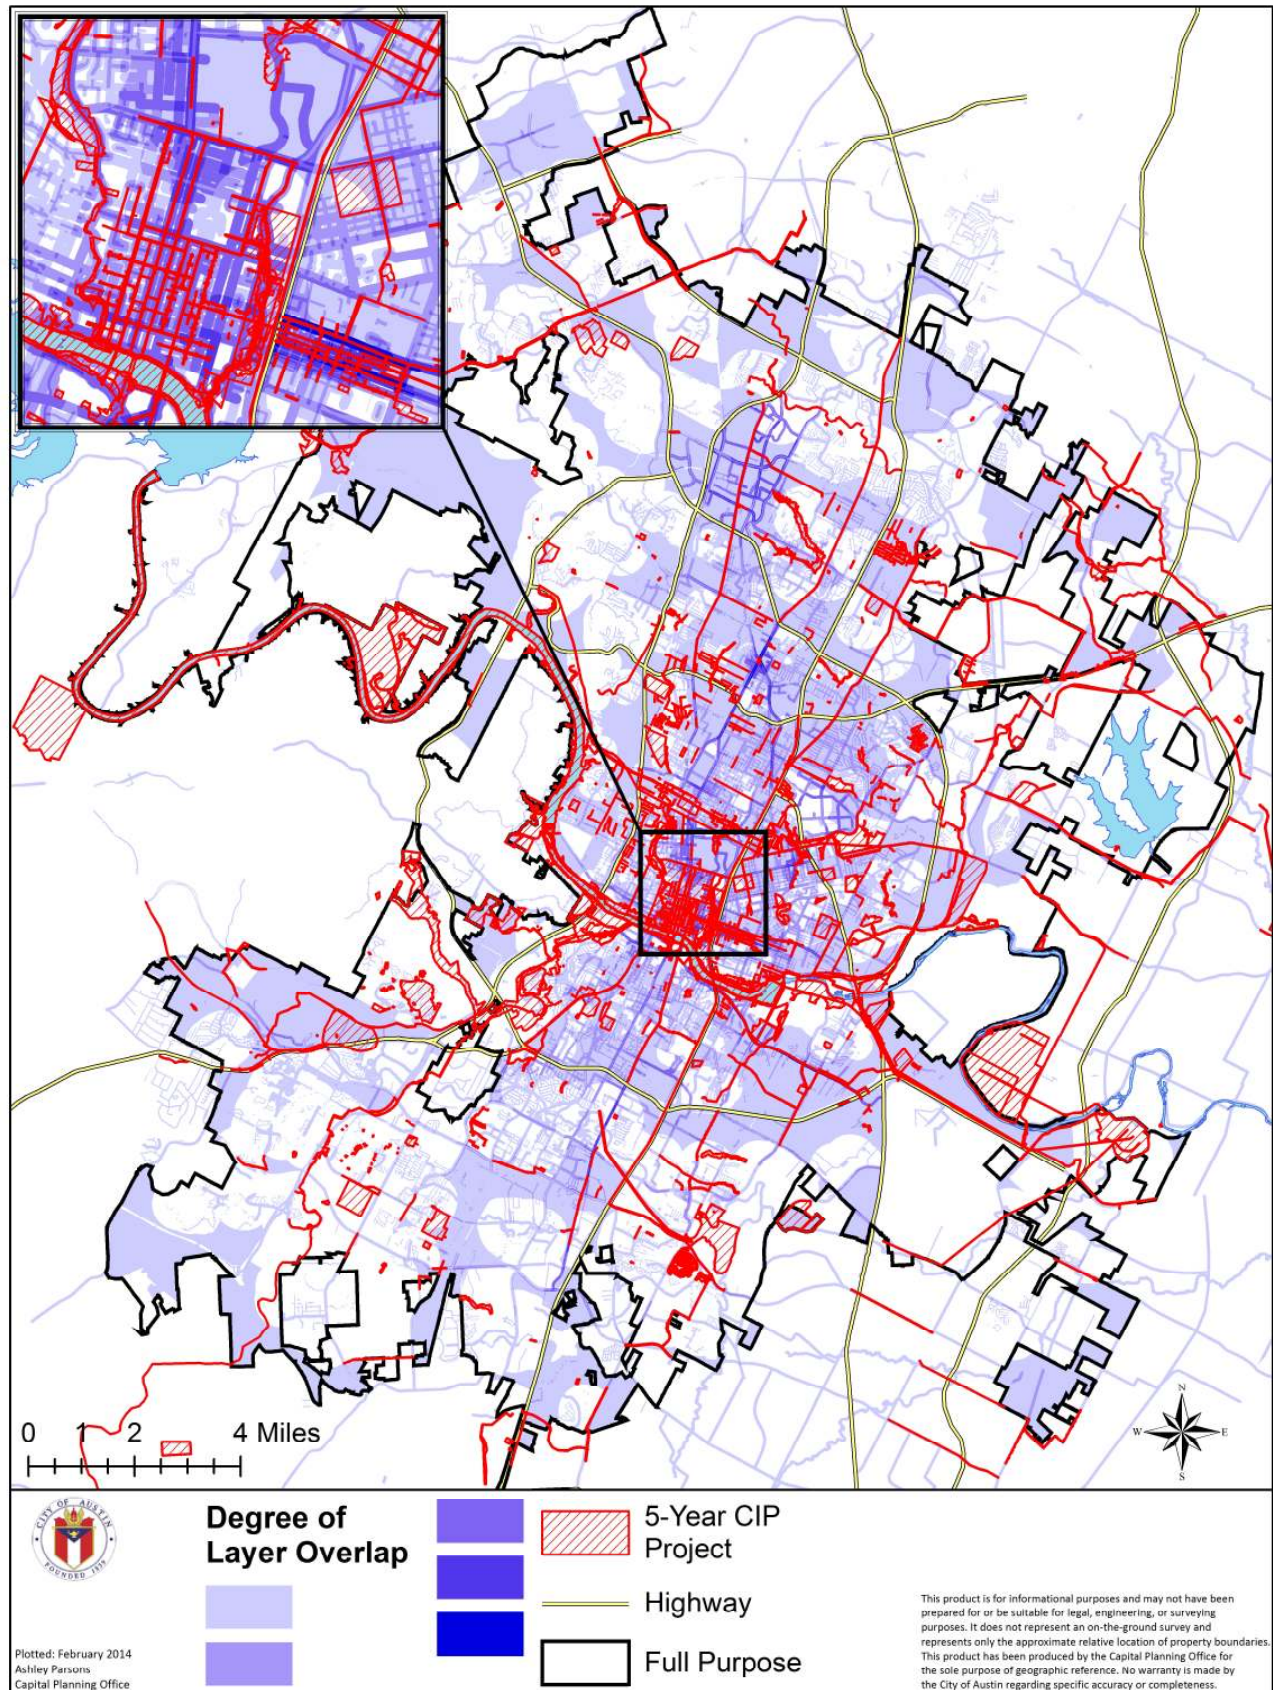 0 1 2 4 Miles
N
W E
S
CITY OF AUSTIN
FOUNDED 1839
Degree of
Layer Overlap
5-Year CIP
Project
Highway
Full Purpose
Plotted: February 2014
Ashley Parsons
Capital Planning Office
This product is for informational purposes and may not have been
prepared for or be suitable for legal, engineering, or surveying
purposes. It does not represent an on-the-ground survey and
represents only the approximate relative location of property boundaries.
This product has been produced by the Capital Planning Office for
the sole purpose of geographic reference. No warranty is made by
the City of Austin regarding specific accuracy or completeness.